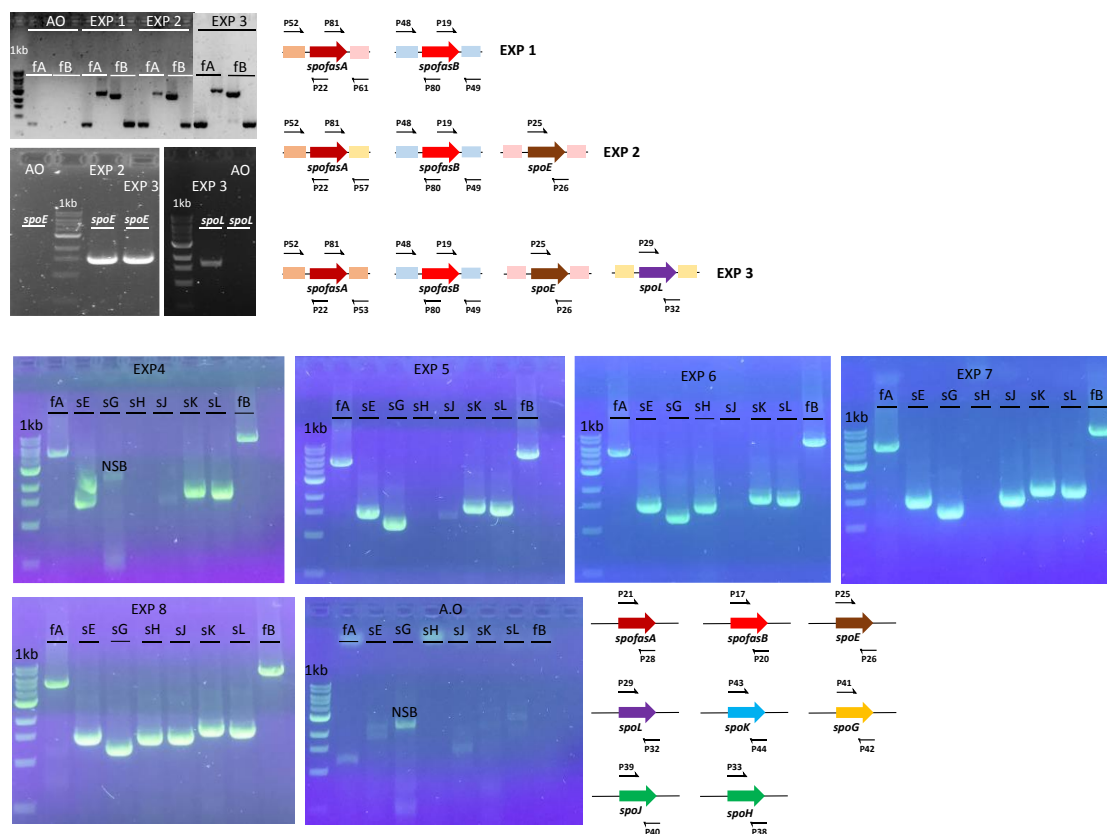 AO EXP 1 EXP 2 EXP 3
1kb
fA fB fA fB fA fB fA fB
P52 P81 P48 P19
spofasA spofasB EXP 1
P22 P61 P80 P49
P52 P81 P48 P19 P25
spofasA spofasB spoE EXP 2
P22 P57 P80 P49 P26
AO EXP 2 EXP 3
spoE 1kb spoE spoE
AO
EXP 3
1kb spoL spoL
P52 P81 P48 P19 P25 P29
spofasA spofasB spoE spoL EXP 3
P22 P53 P80 P49 P26 P32
EXP4
fA sE sG sH sJ sK sL fB
1kb
NSB
EXP 5
fA sE sG sH sJ sK sL fB
1kb
EXP 6
fA sE sG sH sJ sK sL fB
1kb
EXP 7
fA sE sG sH sJ sK sL fB
1kb
EXP 8
fA sE sG sH sJ sK sL fB
1kb
A.O
fA sE sG sH sJ sK sL fB
1kb
NSB
P21 P17 P25
spofasA spofasB spoE
P28 P20 P26
P29 P43 P41
spoL spoK spoG
P32 P44 P42
P39 P33
spoJ spoH
P40 P38